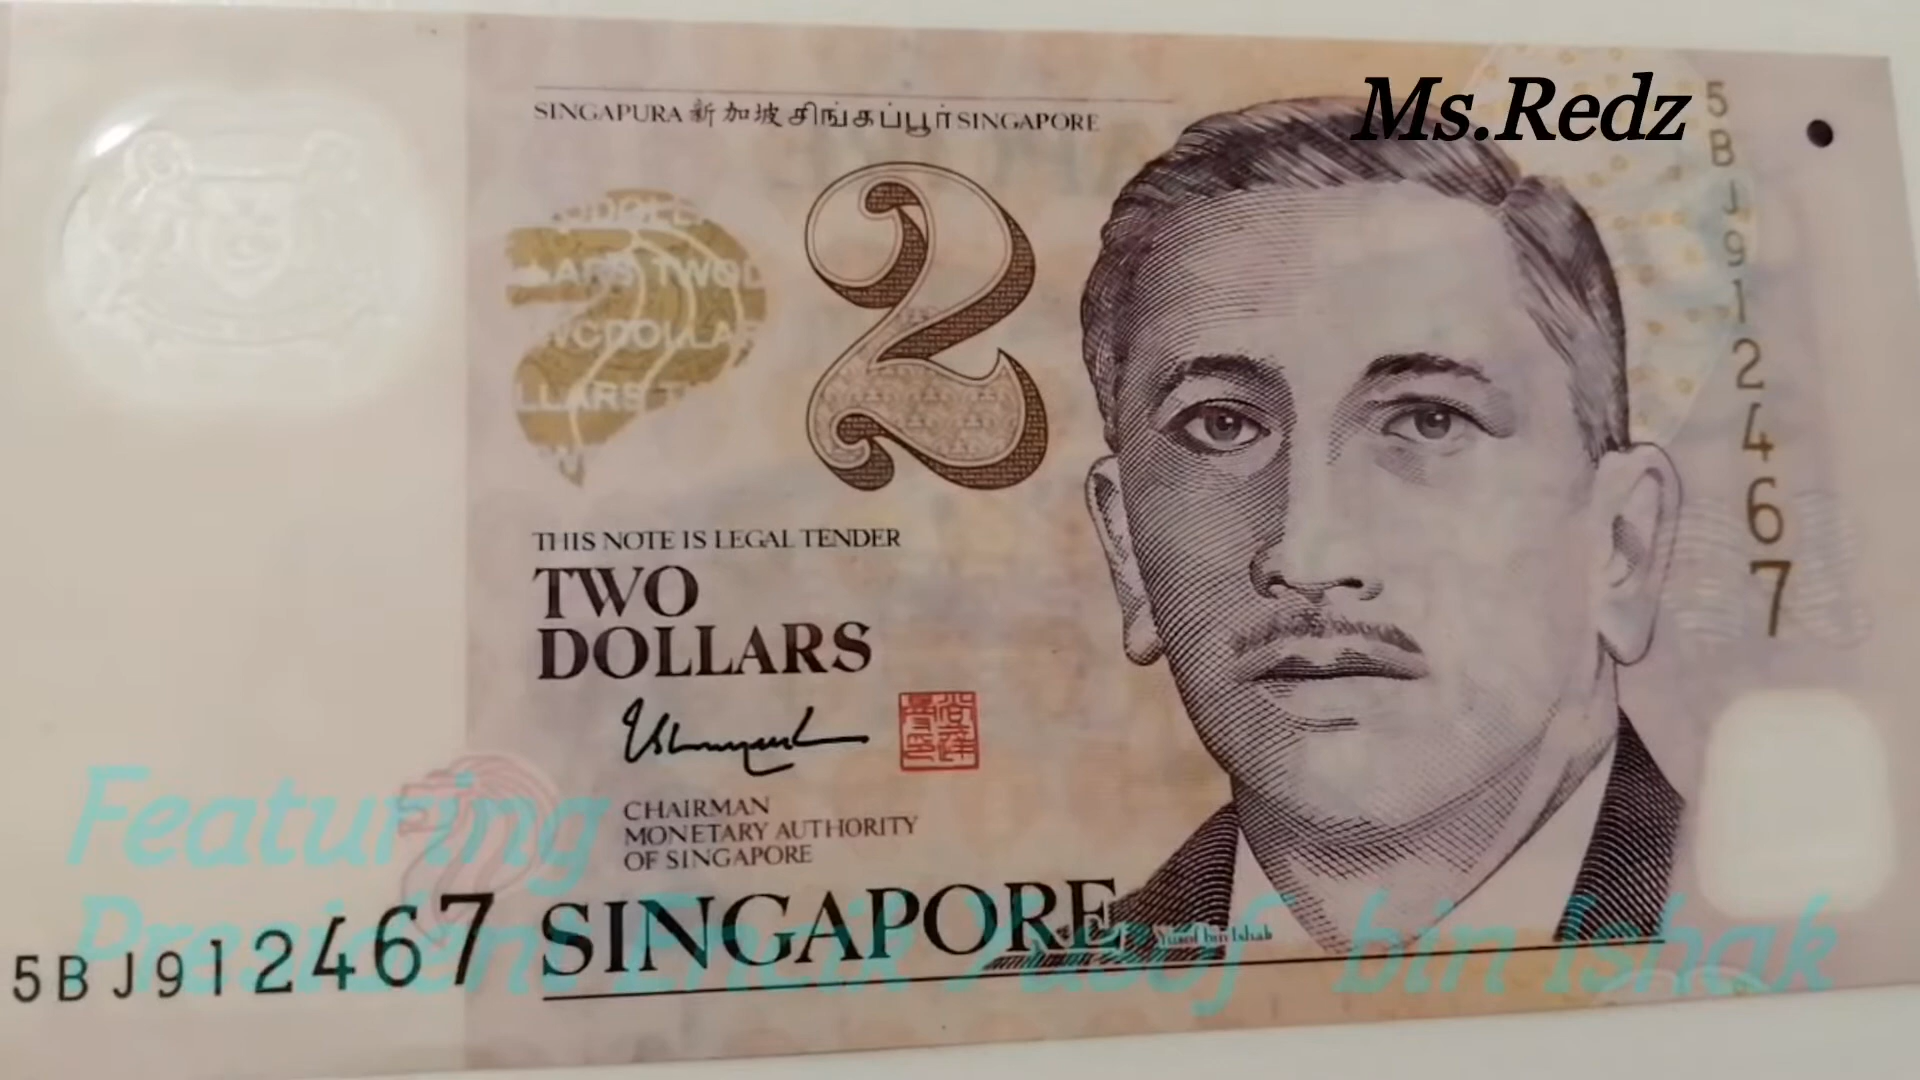 Ms.Redz
SINGAPURA 新加坡 சிங்கப்பூர் SINGAPORE
2
THIS NOTE IS LEGAL TENDER
TWO
DOLLARS
CHAIRMAN
MONETARY AUTHORITY
OF SINGAPORE
SINGAPORE
Yusof bin Ishak
5BJ912467
5BJ912467
Featuring
President Encik Yusof bin Ishak